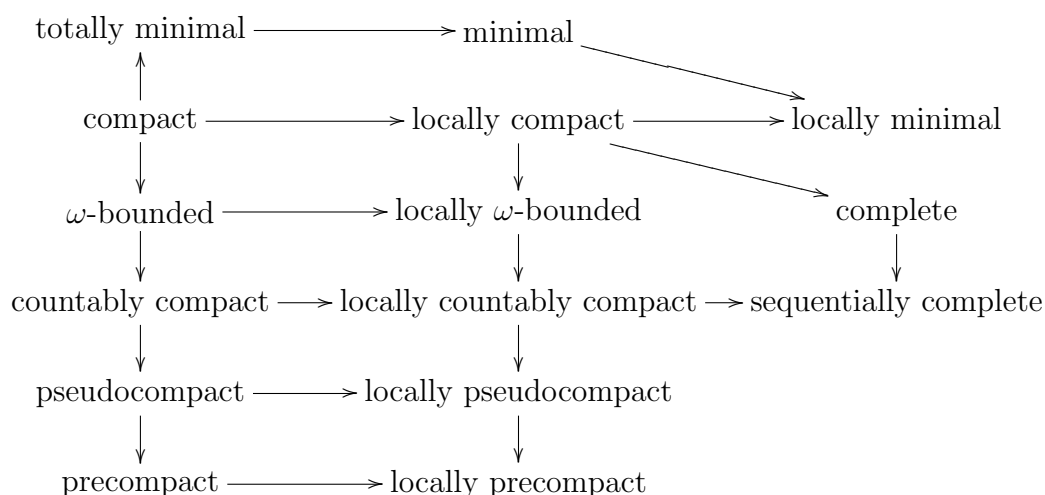 totally minimal minimal
compact locally compact locally minimal
ω-bounded locally ω-bounded complete
countably compact locally countably compact sequentially complete
pseudocompact locally pseudocompact
precompact locally precompact